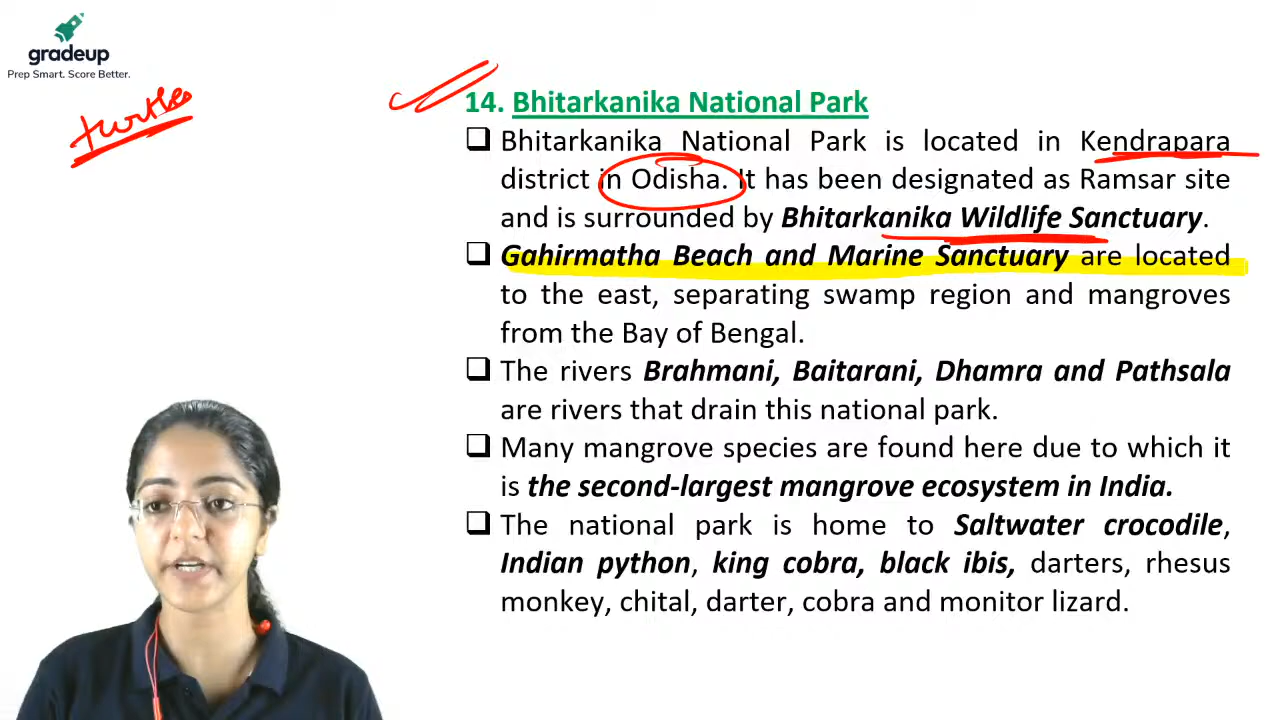 gradeup
Prep Smart. Score Better.
turtle
14. Bhitarkanika National Park
❑ Bhitarkanika National Park is located in Kendrapara
district in Odisha. It has been designated as Ramsar site
and is surrounded by Bhitarkanika Wildlife Sanctuary.
❑ Gahirmatha Beach and Marine Sanctuary are located
to the east, separating swamp region and mangroves
from the Bay of Bengal.
❑ The rivers Brahmani, Baitarani, Dhamra and Pathsala
are rivers that drain this national park.
❑ Many mangrove species are found here due to which it
is the second-largest mangrove ecosystem in India.
❑ The national park is home to Saltwater crocodile,
Indian python, king cobra, black ibis, darters, rhesus
monkey, chital, darter, cobra and monitor lizard.